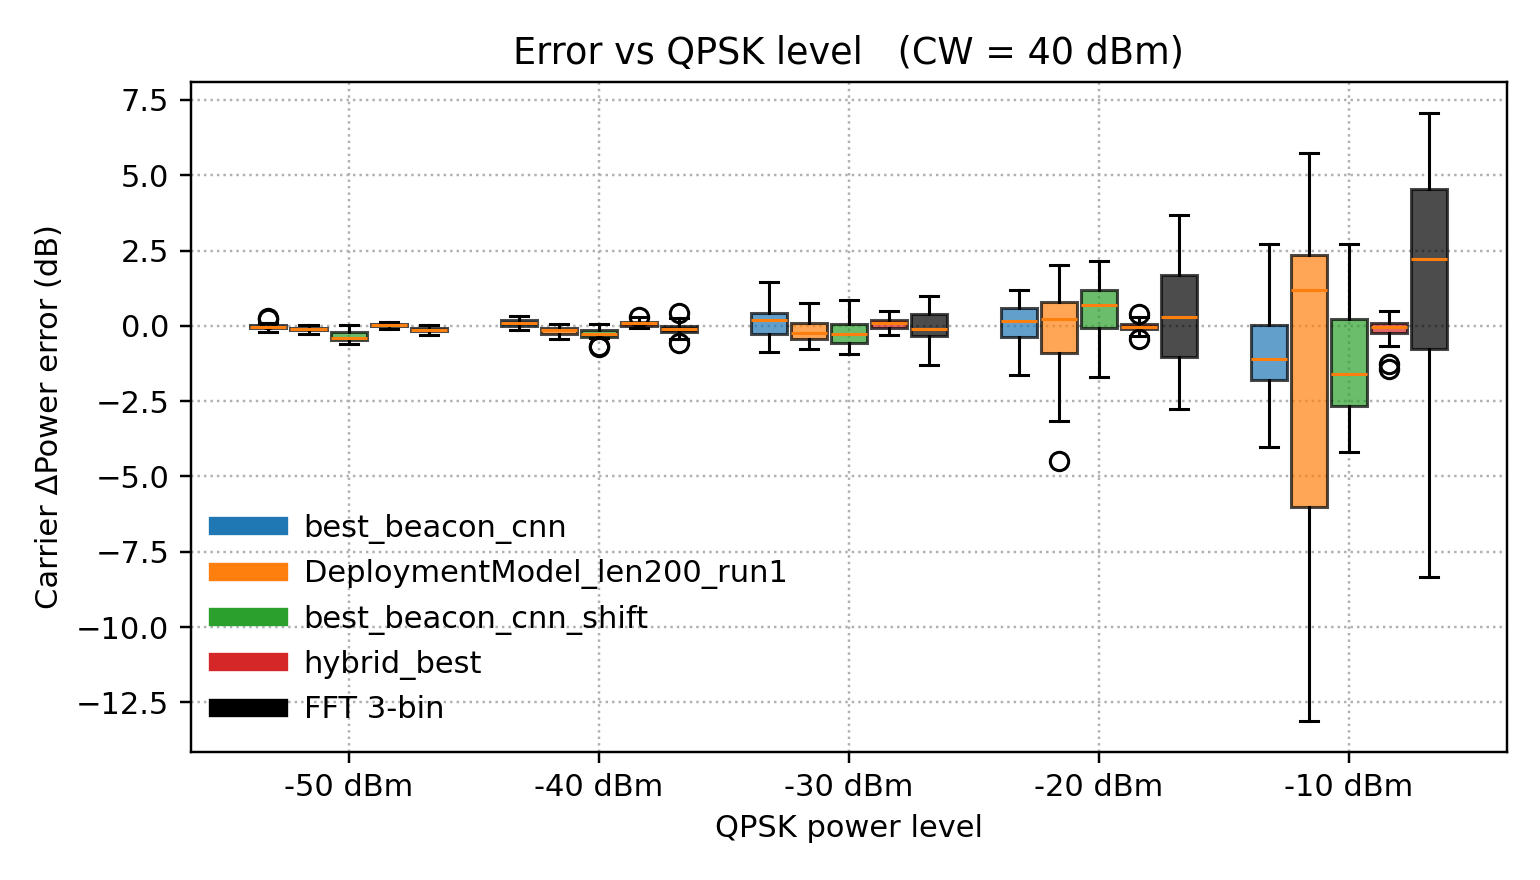 Error vs QPSK level   (CW = 40 dBm)
Carrier ΔPower error (dB)
7.5
5.0
2.5
0.0
−2.5
−5.0
−7.5
−10.0
−12.5
best_beacon_cnn
DeploymentModel_len200_run1
best_beacon_cnn_shift
hybrid_best
FFT 3-bin
-50 dBm
-40 dBm
-30 dBm
-20 dBm
-10 dBm
QPSK power level